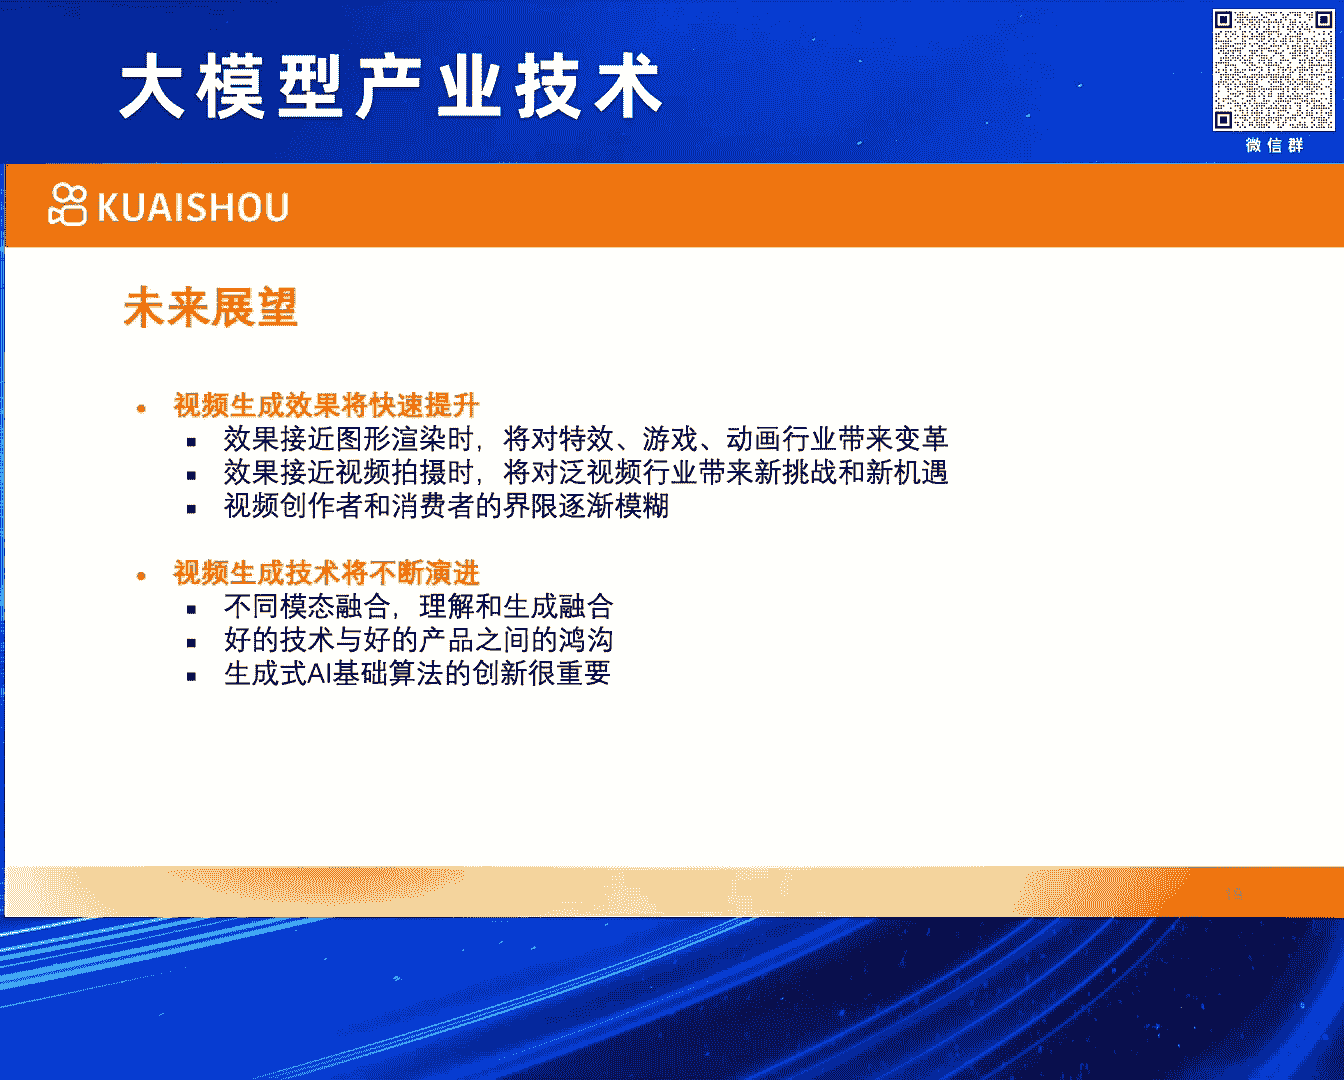 大模型产业技术
微信群
KUAISHOU
未来展望
• 视频生成效果将快速提升
▪ 效果接近图形渲染时，将对特效、游戏、动画行业带来变革
▪ 效果接近视频拍摄时，将对泛视频行业带来新挑战和新机遇
▪ 视频创作者和消费者的界限逐渐模糊
• 视频生成技术将不断演进
▪ 不同模态融合，理解和生成融合
▪ 好的技术与好的产品之间的鸿沟
▪ 生成式AI基础算法的创新很重要